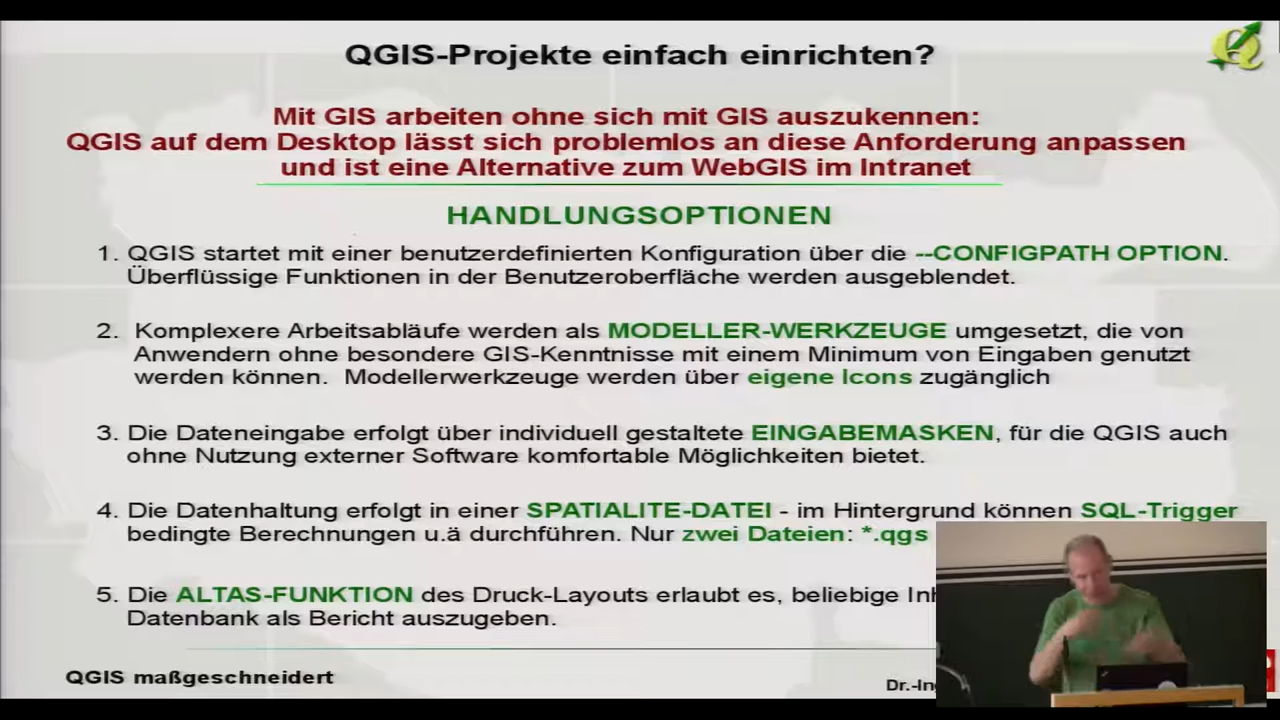 QGIS-Projekte einfach einrichten?
Mit GIS arbeiten ohne sich mit GIS auszukennen:
QGIS auf dem Desktop lässt sich problemlos an diese Anforderung anpassen
und ist eine Alternative zum WebGIS im Intranet
HANDLUNGSOPTIONEN
1. QGIS startet mit einer benutzerdefinierten Konfiguration über die --CONFIGPATH OPTION.
Überflüssige Funktionen in der Benutzeroberfläche werden ausgeblendet.
2. Komplexere Arbeitsabläufe werden als MODELLER-WERKZEUGE umgesetzt, die von
Anwendern ohne besondere GIS-Kenntnisse mit einem Minimum von Eingaben genutzt
werden können. Modellerwerkzeuge werden über eigene Icons zugänglich
3. Die Dateneingabe erfolgt über individuell gestaltete EINGABEMASKEN, für die QGIS auch
ohne Nutzung externer Software komfortable Möglichkeiten bietet.
4. Die Datenhaltung erfolgt in einer SPATIALITE-DATEI - im Hintergrund können SQL-Trigger
bedingte Berechnungen u.ä durchführen. Nur zwei Dateien: *.qgs
5. Die ALTAS-FUNKTION des Druck-Layouts erlaubt es, beliebige
Datenbank als Bericht auszugeben.
QGIS maßgeschneidert